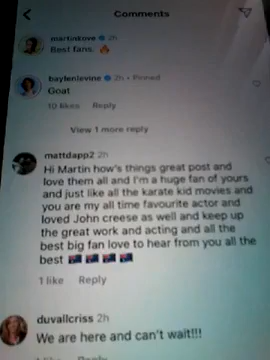 Comments
martinkove 2h
Best fans. 🔥
baylenlevine 2h • Pinned
Goat
10 likes Reply
View 1 more reply
mattdapp2 2h
Hi Martin how's things great post and
love them all and I'm a huge fan of yours
and just like all the karate kid movies and
you are my all time favourite actor and
loved John creese as well and keep up
the great work and acting and all the
best big fan love to hear from you all the
best 🇦🇺 🇦🇺 🇦🇺 🇦🇺
1 like Reply
duvallcriss 2h
We are here and can't wait!!!
Reply